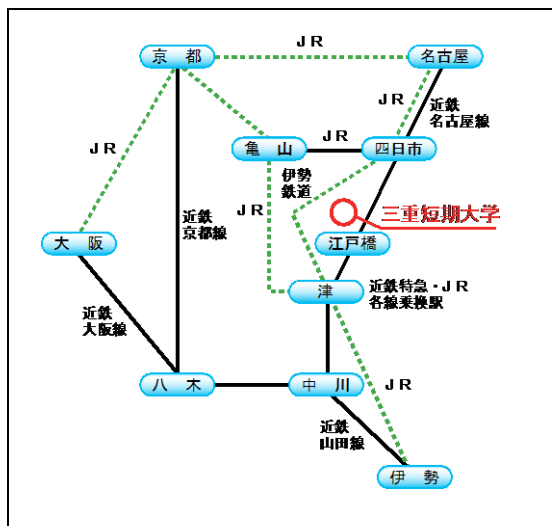 JR
京都
名古屋
JR
近鉄
名古屋線
JR
亀山
JR
四日市
伊勢
鉄道
近鉄
京都線
JR
三重短期大学
大阪
江戸橋
近鉄特急・JR
各線乗換駅
津
近鉄
大阪線
八木
中川
JR
近鉄
山田線
伊勢